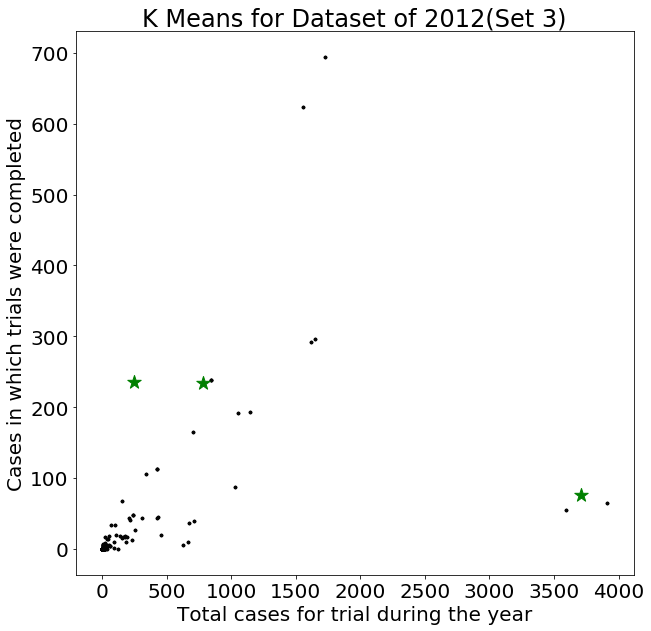 K Means for Dataset of 2012(Set 3)
Cases in which trials were completed
700
600
500
400
300
200
100
0
0 500 1000 1500 2000 2500 3000 3500 4000
Total cases for trial during the year